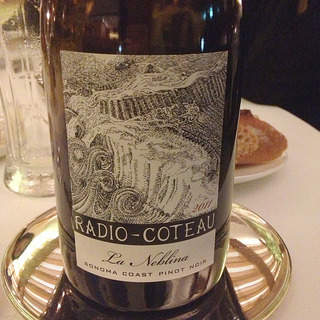 2011
RADIO-COTEAU
La Neblina
SONOMA COAST PINOT NOIR